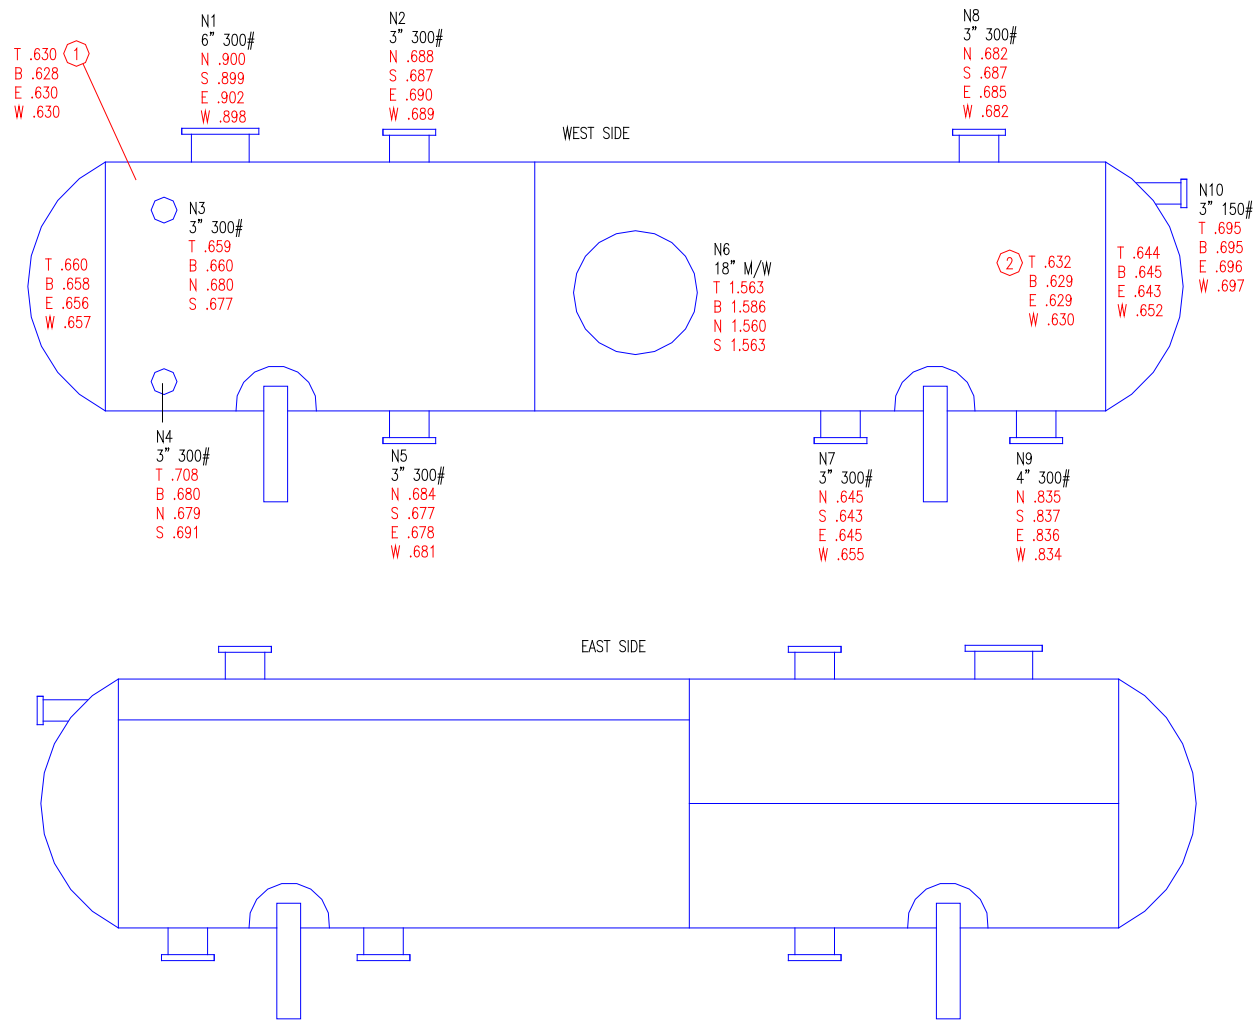 N1
6" 300#
N .900
S .899
E .902
W .898
N2
3" 300#
N .688
S .687
E .690
W .689
N8
3" 300#
N .682
S .687
E .685
W .682
1
T .630
B .628
E .630
W .630
WEST SIDE
N3
3" 300#
T .659
B .660
N .680
S .677
T .660
B .658
E .656
W .657
N6
18" M/W
T 1.563
B 1.586
N 1.560
S 1.563
2
T .632
B .629
E .629
W .630
T .644
B .645
E .643
W .652
N10
3" 150#
T .695
B .695
E .696
W .697
N4
3" 300#
T .708
B .680
N .679
S .691
N5
3" 300#
N .684
S .677
E .678
W .681
N7
3" 300#
N .645
S .643
E .645
W .655
N9
4" 300#
N .835
S .837
E .836
W .834
EAST SIDE